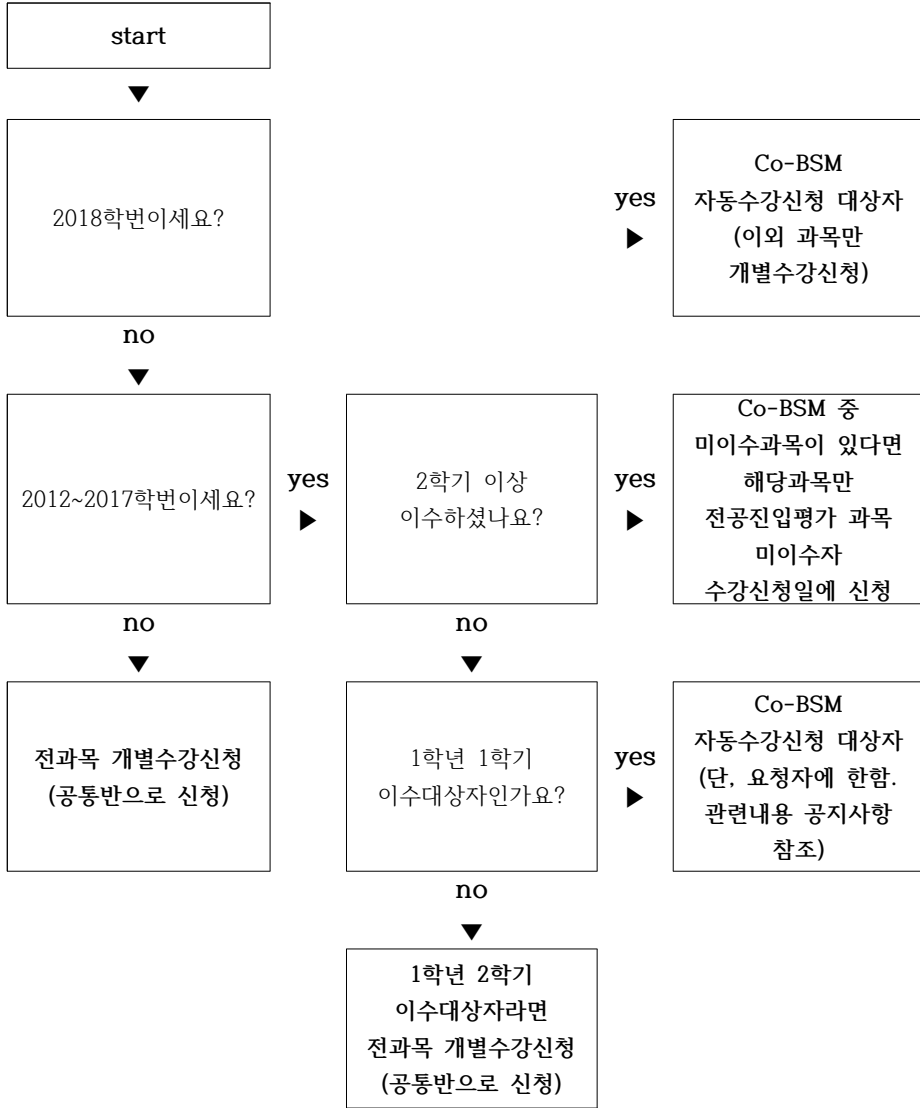 start
▼
2018학번이세요?
yes
▶
Co-BSM
자동수강신청 대상자
(이외 과목만
개별수강신청)
no
▼
2012~2017학번이세요?
yes
▶
2학기 이상
이수하셨나요?
yes
▶
Co-BSM 중
미이수과목이 있다면
해당과목만
전공진입평가 과목
미이수자
수강신청일에 신청
no
▼
no
▼
전과목 개별수강신청
(공통반으로 신청)
1학년 1학기
이수대상자인가요?
yes
▶
Co-BSM
자동수강신청 대상자
(단, 요청자에 한함.
관련내용 공지사항
참조)
no
▼
1학년 2학기
이수대상자라면
전과목 개별수강신청
(공통반으로 신청)